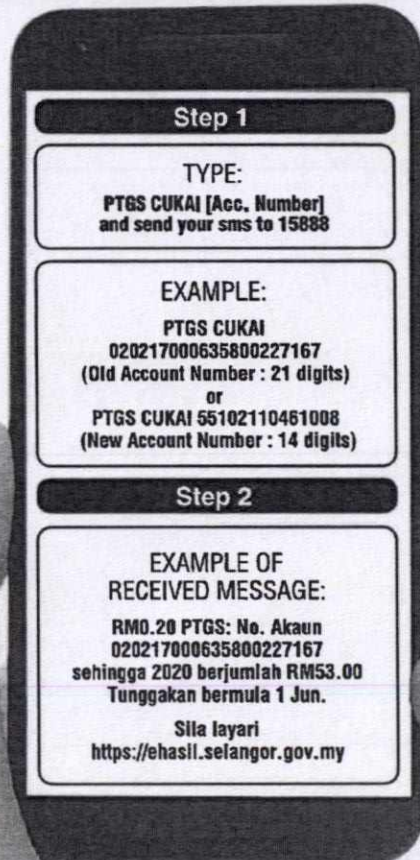 Step 1
TYPE:
PTGS CUKAI [Acc. Number]
and send your sms to 15888
EXAMPLE:
PTGS CUKAI
020217000635800227167
(Old Account Number : 21 digits)
or
PTGS CUKAI 55102110461008
(New Account Number : 14 digits)
Step 2
EXAMPLE OF
RECEIVED MESSAGE:
RM0.20 PTGS: No. Akaun
020217000635800227167
sehingga 2020 berjumlah RM53.00
Tunggakan bermula 1 Jun.
Sila layari
https://ehasil.selangor.gov.my